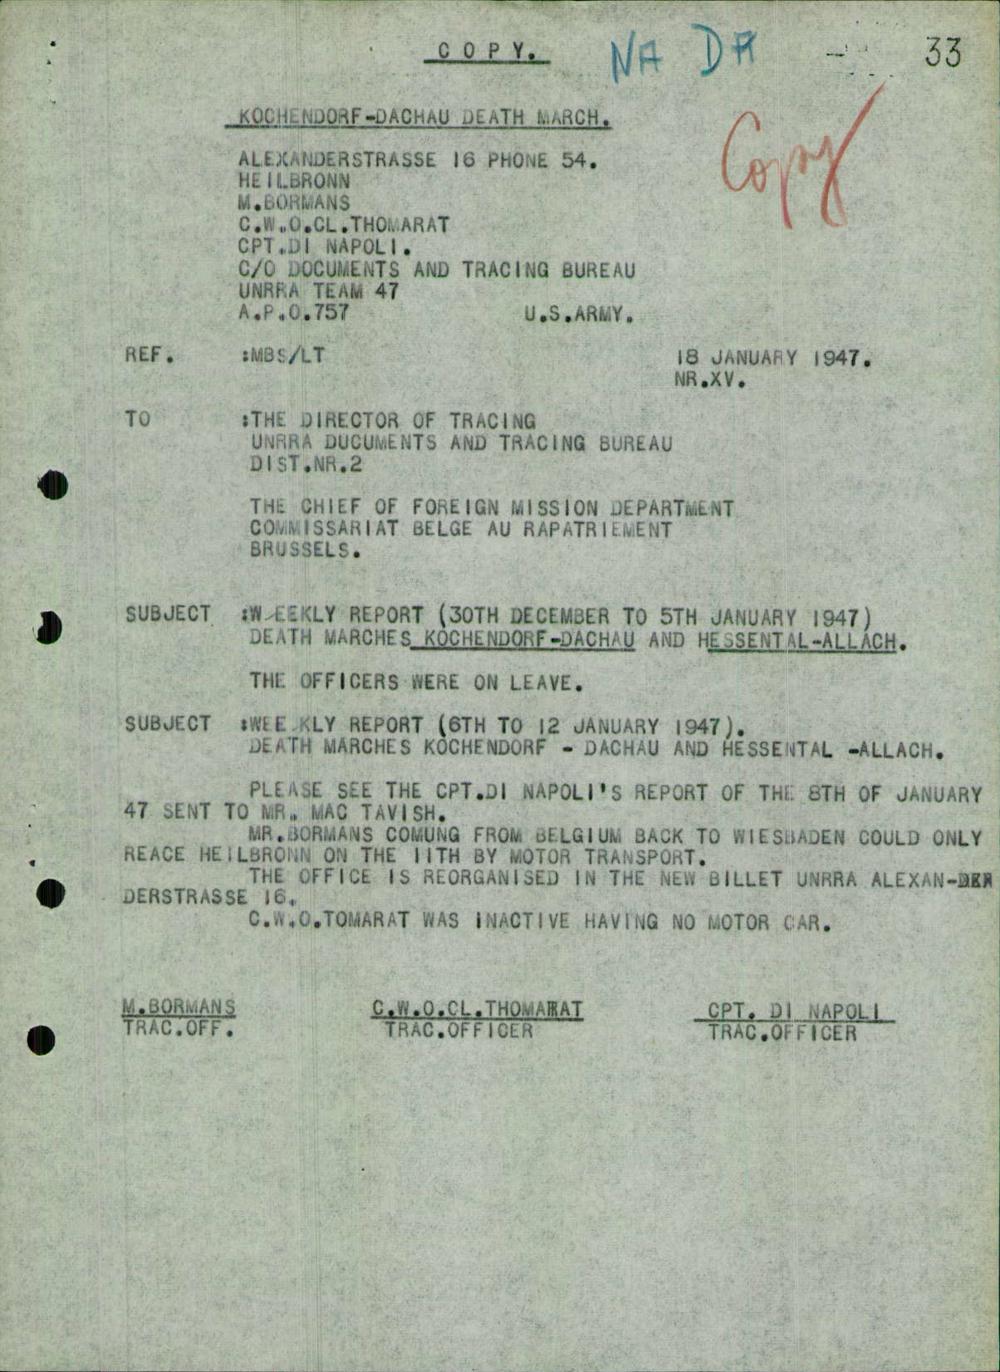 COPY.
NA DA
33
KOCHENDORF-DACHAU DEATH MARCH.
Copy
ALEXANDERSTRASSE 16 PHONE 54.
HEILBRONN
M.BORMANS
C.W.O.CL.THOMARAT
CPT.DI NAPOLI.
C/O DOCUMENTS AND TRACING BUREAU
UNRRA TEAM 47
A.P.O.757 U.S.ARMY.
REF. :MBS/LT 18 JANUARY 1947.
NR.XV.
TO :THE DIRECTOR OF TRACING
UNRRA DUCUMENTS AND TRACING BUREAU
DIST.NR.2
THE CHIEF OF FOREIGN MISSION DEPARTMENT
COMMISSARIAT BELGE AU RAPATRIEMENT
BRUSSELS.
SUBJECT :WEEKLY REPORT (30TH DECEMBER TO 5TH JANUARY 1947)
DEATH MARCHES KOCHENDORF-DACHAU AND HESSENTAL-ALLACH.
THE OFFICERS WERE ON LEAVE.
SUBJECT :WEEKLY REPORT (6TH TO 12 JANUARY 1947).
DEATH MARCHES KOCHENDORF - DACHAU AND HESSENTAL -ALLACH.
PLEASE SEE THE CPT.DI NAPOLI'S REPORT OF THE 8TH OF JANUARY
47 SENT TO MR. MAC TAVISH.
MR.BORMANS COMUNG FROM BELGIUM BACK TO WIESBADEN COULD ONLY
REACE HEILBRONN ON THE 11TH BY MOTOR TRANSPORT.
THE OFFICE IS REORGANISED IN THE NEW BILLET UNRRA ALEXAN-
DERSTRASSE 16.
C.W.O.TOMARAT WAS INACTIVE HAVING NO MOTOR CAR.
M.BORMANS C.W.O.CL.THOMARAT CPT. DI NAPOLI
TRAC.OFF. TRAC.OFFICER TRAC.OFFICER